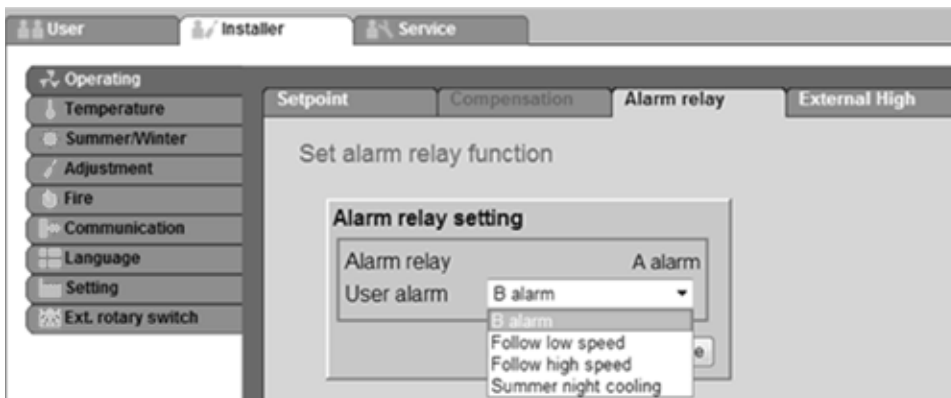 User
Installer
Service
Operating
Temperature
Summer/Winter
Adjustment
Fire
Communication
Language
Setting
Ext. rotary switch
Setpoint
Compensation
Alarm relay
External High
Set alarm relay function
Alarm relay setting
Alarm relay A alarm
User alarm B alarm
B alarm
Follow low speed
Follow high speed
Summer night cooling
e